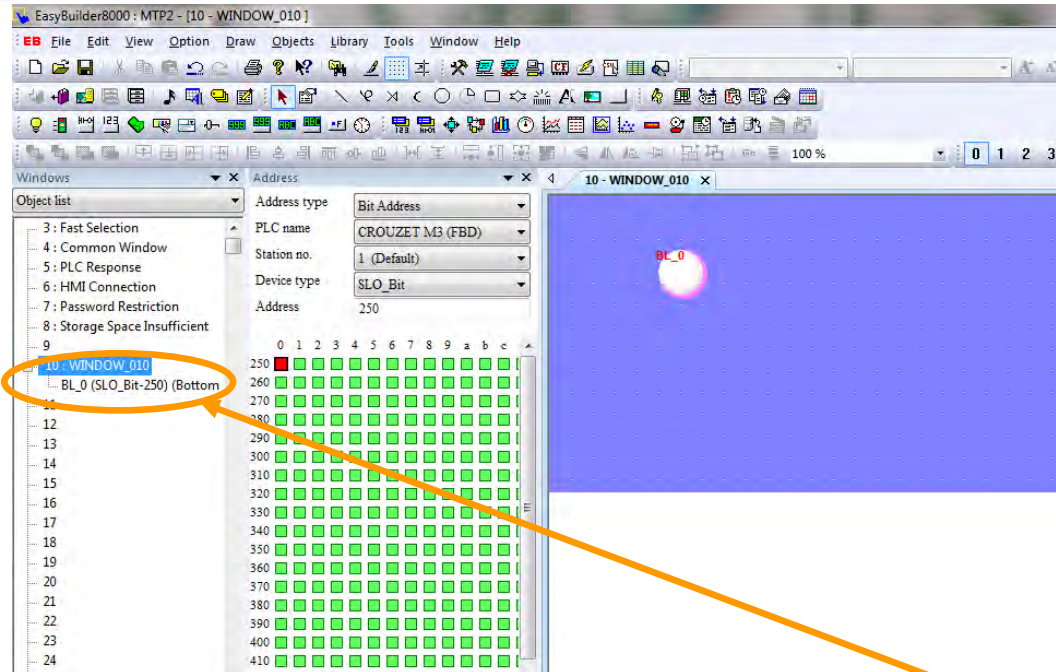 EasyBuilder8000 : MTP2 - [10 - WINDOW_010 ]
EB File Edit View Option Draw Objects Library Tools Window Help
100 %
0 1 2 3
Windows
Object list
3 : Fast Selection
4 : Common Window
5 : PLC Response
6 : HMI Connection
7 : Password Restriction
8 : Storage Space Insufficient
9
10 : WINDOW_010
BL_0 (SLO_Bit-250) (Bottom
11
12
13
14
15
16
17
18
19
20
21
22
23
24
Address
Address type Bit Address
PLC name CROUZET M3 (FBD)
Station no. 1 (Default)
Device type SLO_Bit
Address 250
0 1 2 3 4 5 6 7 8 9 a b c
250
260
270
280
290
300
310
320
330
340
350
360
370
380
390
400
410
10 - WINDOW_010
BL_0